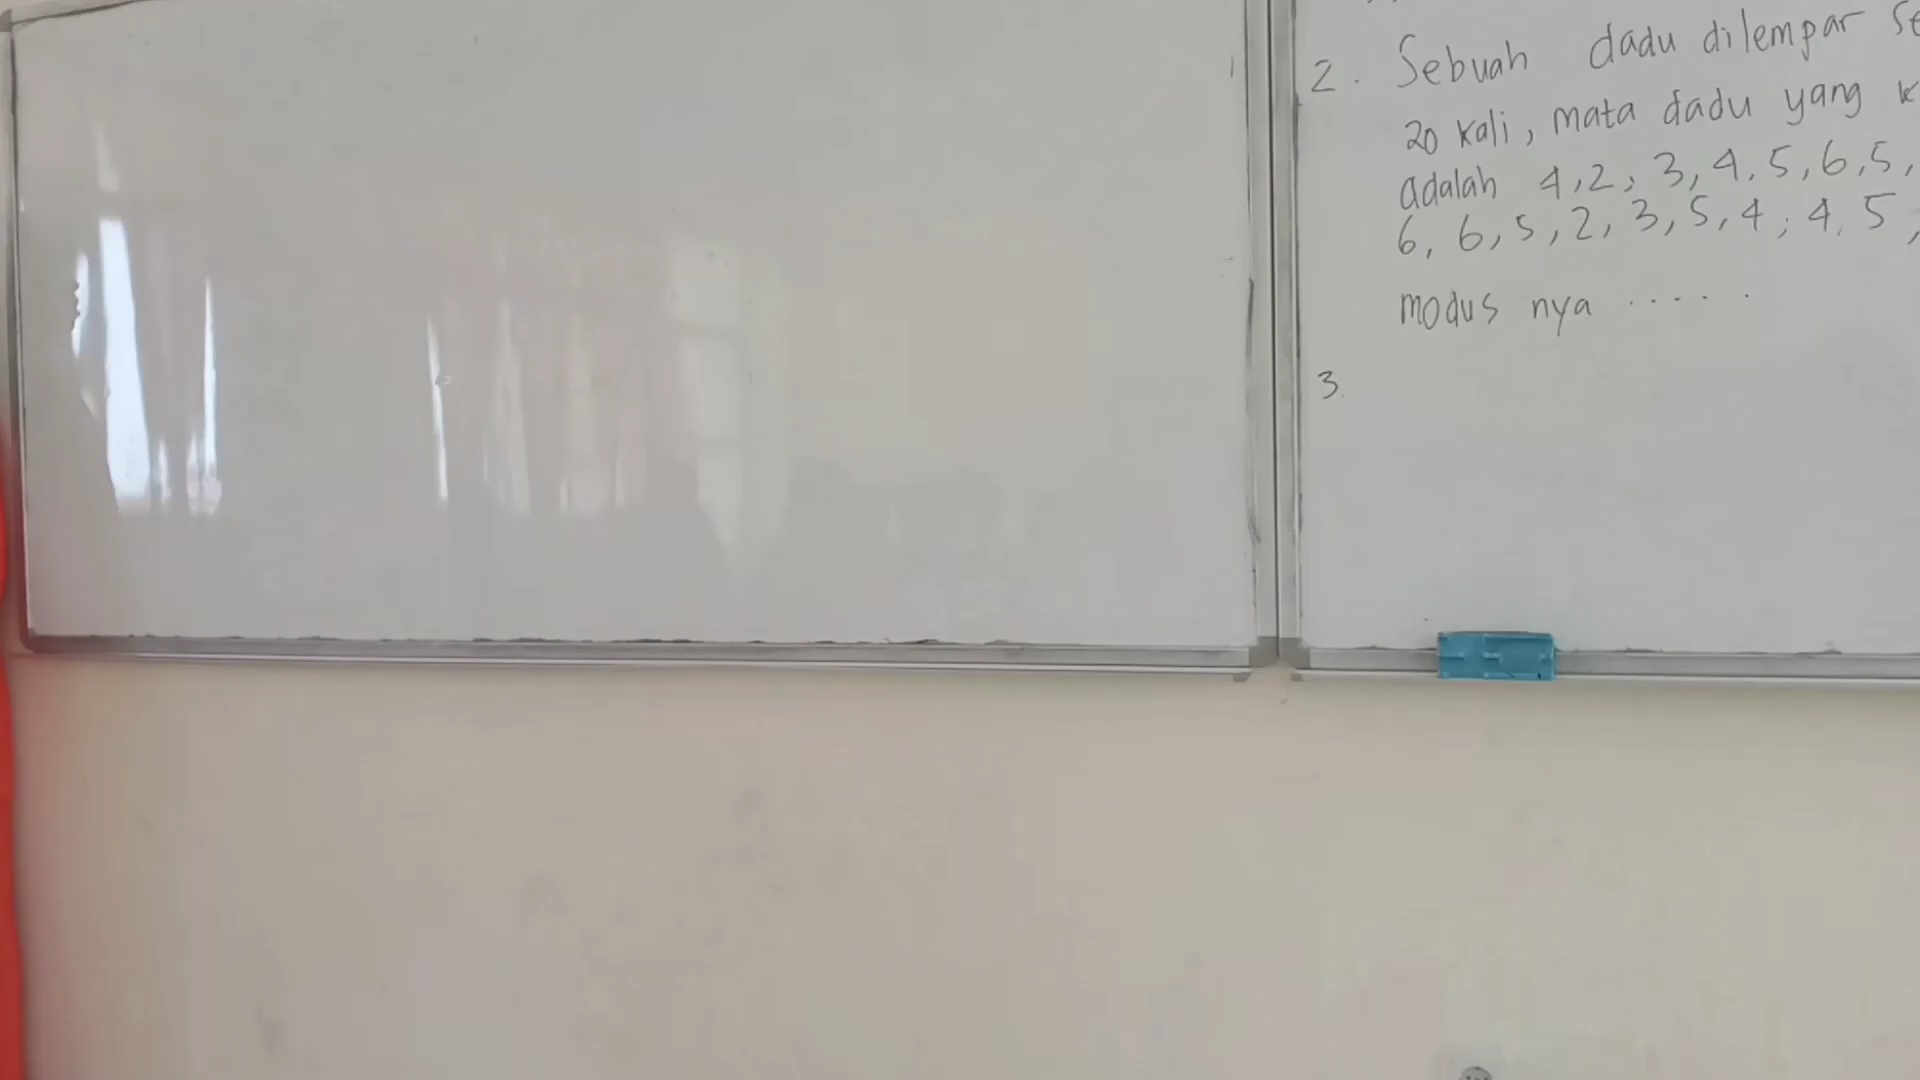 2. Sebuah dadu dilempar se
20 kali, mata dadu yang k
adalah 4,2,3,4,5,6,5,
6,6,5,2,3,5,4,4,5,
modus nya ......
3.